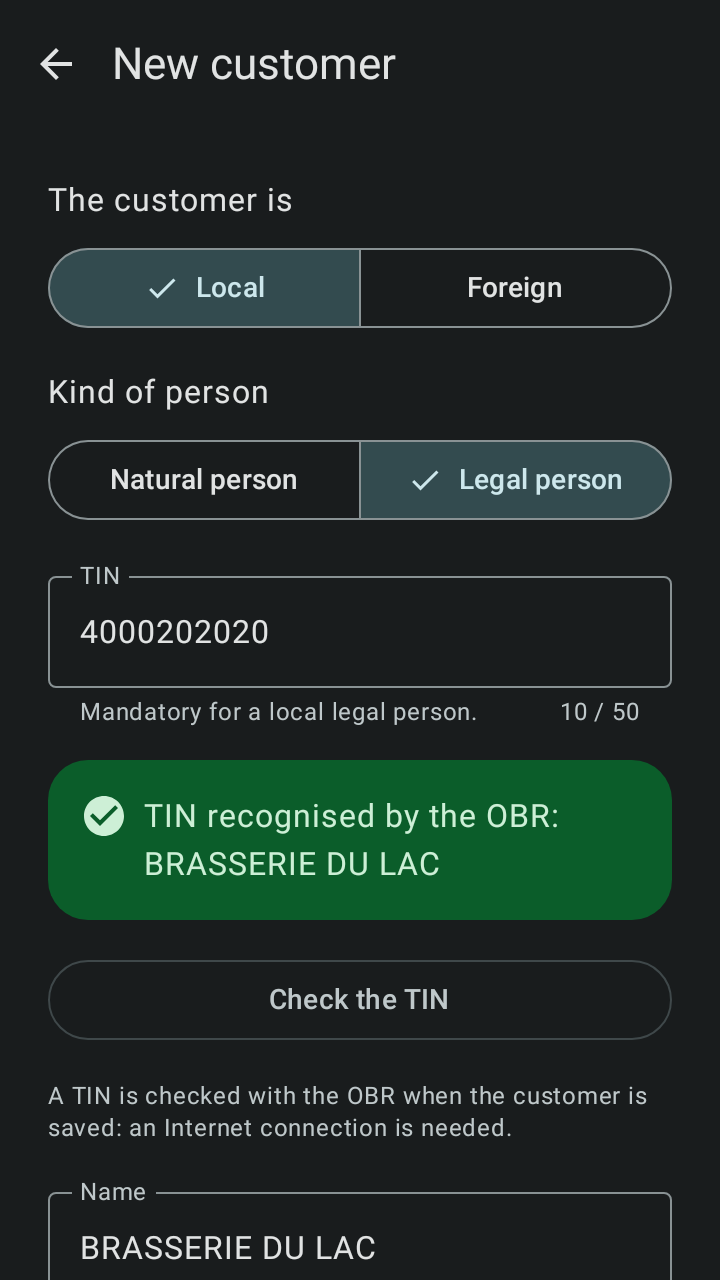 New customer
The customer is
Local
Foreign
Kind of person
Natural person
Legal person
TIN
4000202020
Mandatory for a local legal person.
10 / 50
TIN recognised by the OBR:
BRASSERIE DU LAC
Check the TIN
A TIN is checked with the OBR when the customer is
saved: an Internet connection is needed.
Name
BRASSERIE DU LAC